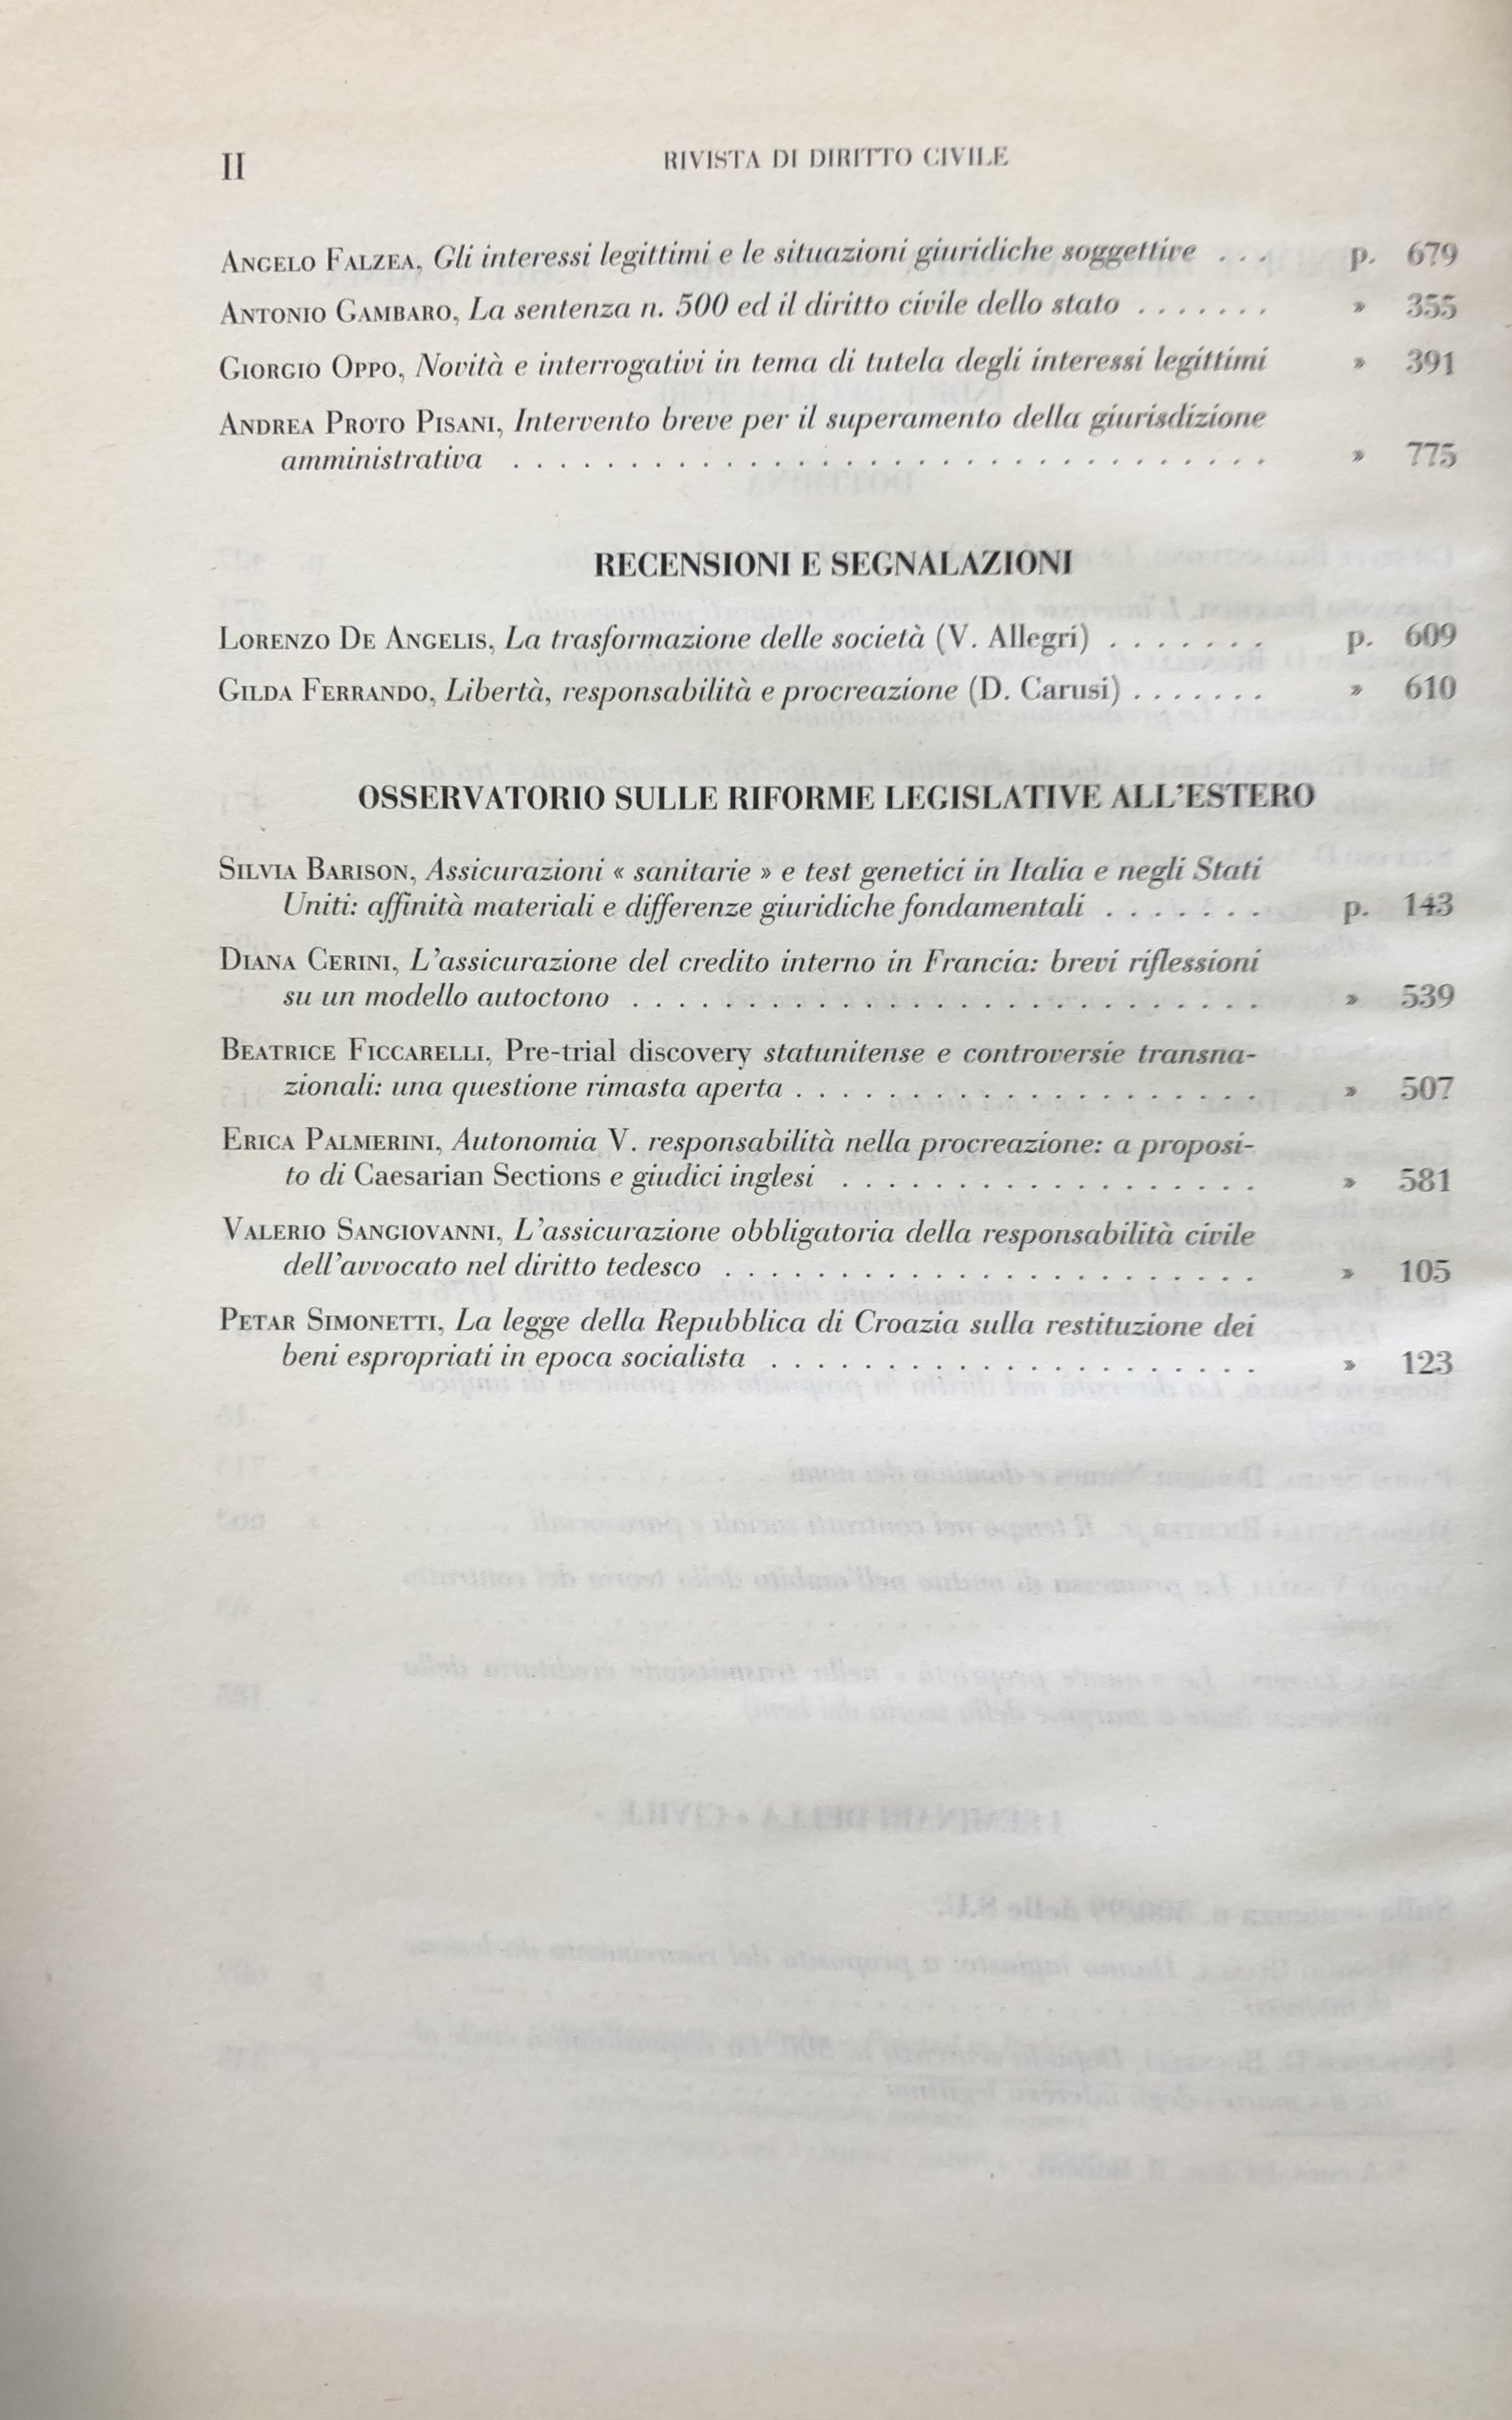 II
RIVISTA DI DIRITTO CIVILE
ANGELO FALZEA, Gli interessi legittimi e le situazioni giuridiche soggettive . . . p. 679
ANTONIO GAMBARO, La sentenza n. 500 ed il diritto civile dello stato . . . . . . . » 355
GIORGIO OPPO, Novità e interrogativi in tema di tutela degli interessi legittimi » 391
ANDREA PROTO PISANI, Intervento breve per il superamento della giurisdizione
amministrativa . . . . . . . . . . . . . . . . . . . . . . . . . . . . . . . . » 775
RECENSIONI E SEGNALAZIONI
LORENZO DE ANGELIS, La trasformazione delle società (V. Allegri) . . . . . . . p. 609
GILDA FERRANDO, Libertà, responsabilità e procreazione (D. Carusi) . . . . . . . » 610
OSSERVATORIO SULLE RIFORME LEGISLATIVE ALL'ESTERO
SILVIA BARISON, Assicurazioni « sanitarie » e test genetici in Italia e negli Stati
Uniti: affinità materiali e differenze giuridiche fondamentali . . . . . . . p. 143
DIANA CERINI, L'assicurazione del credito interno in Francia: brevi riflessioni
su un modello autoctono . . . . . . . . . . . . . . . . . . . . . . . . . . » 539
BEATRICE FICCARELLI, Pre-trial discovery statunitense e controversie transna-
zionali: una questione rimasta aperta . . . . . . . . . . . . . . . . . . . . » 507
ERICA PALMERINI, Autonomia V. responsabilità nella procreazione: a proposi-
to di Caesarian Sections e giudici inglesi . . . . . . . . . . . . . . . . . . » 581
VALERIO SANGIOVANNI, L'assicurazione obbligatoria della responsabilità civile
dell'avvocato nel diritto tedesco . . . . . . . . . . . . . . . . . . . . . . . » 105
PETAR SIMONETTI, La legge della Repubblica di Croazia sulla restituzione dei
beni espropriati in epoca socialista . . . . . . . . . . . . . . . . . . . . . » 123